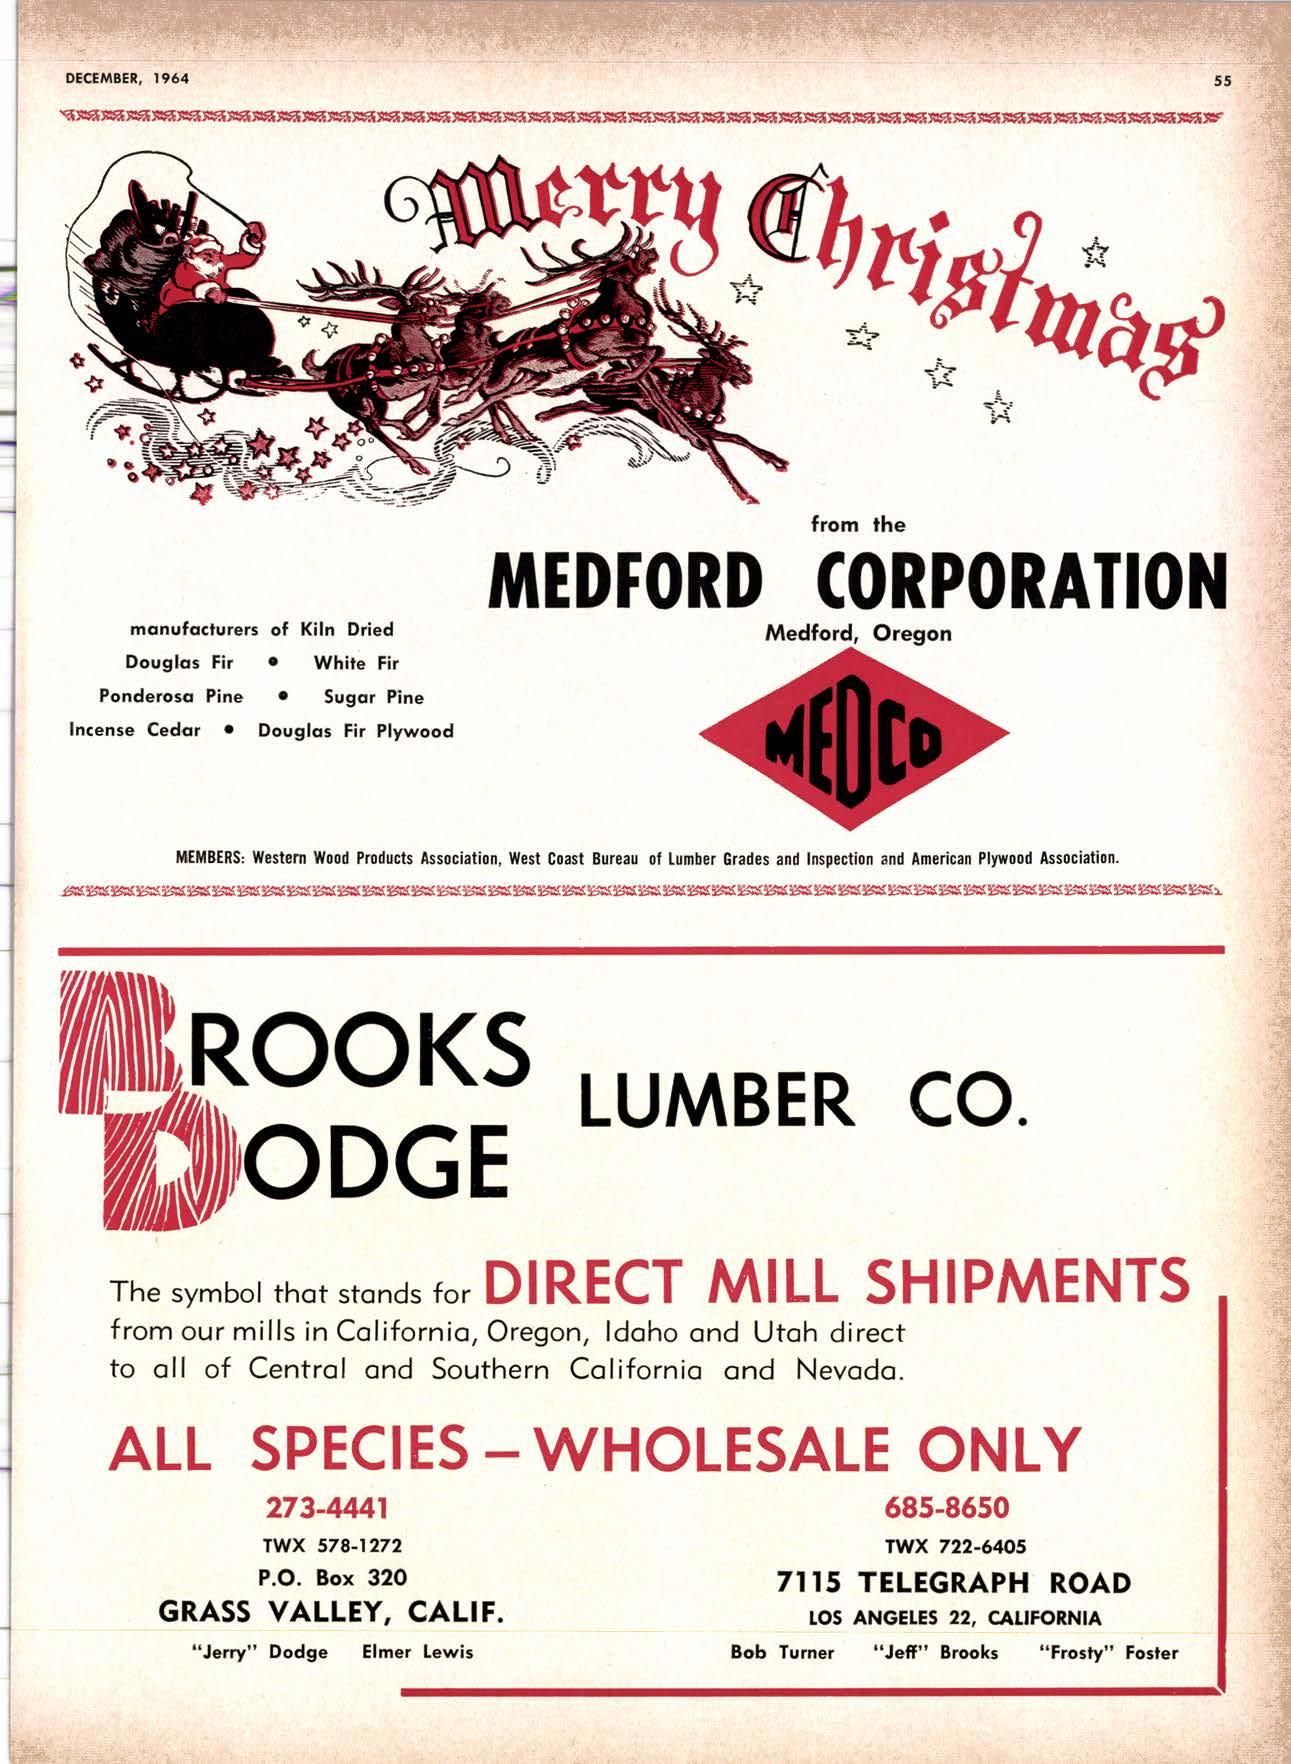 DECEMBER, 1964
55
Merry Christmas
from the
MEDFORD CORPORATION
Medford, Oregon
manufacturers of Kiln Dried
Douglas Fir • White Fir
Ponderosa Pine • Sugar Pine
Incense Cedar • Douglas Fir Plywood
MEDCO
MEMBERS: Western Wood Products Association, West Coast Bureau of Lumber Grades and Inspection and American Plywood Association.
BROOKS
DODGE
LUMBER CO.
The symbol that stands for DIRECT MILL SHIPMENTS
from our mills in California, Oregon, Idaho and Utah direct
to all of Central and Southern California and Nevada.
ALL SPECIES – WHOLESALE ONLY
273-4441
TWX 578-1272
P.O. Box 320
GRASS VALLEY, CALIF.
"Jerry" Dodge Elmer Lewis
685-8650
TWX 722-6405
7115 TELEGRAPH ROAD
LOS ANGELES 22, CALIFORNIA
Bob Turner "Jeff" Brooks "Frosty" Foster